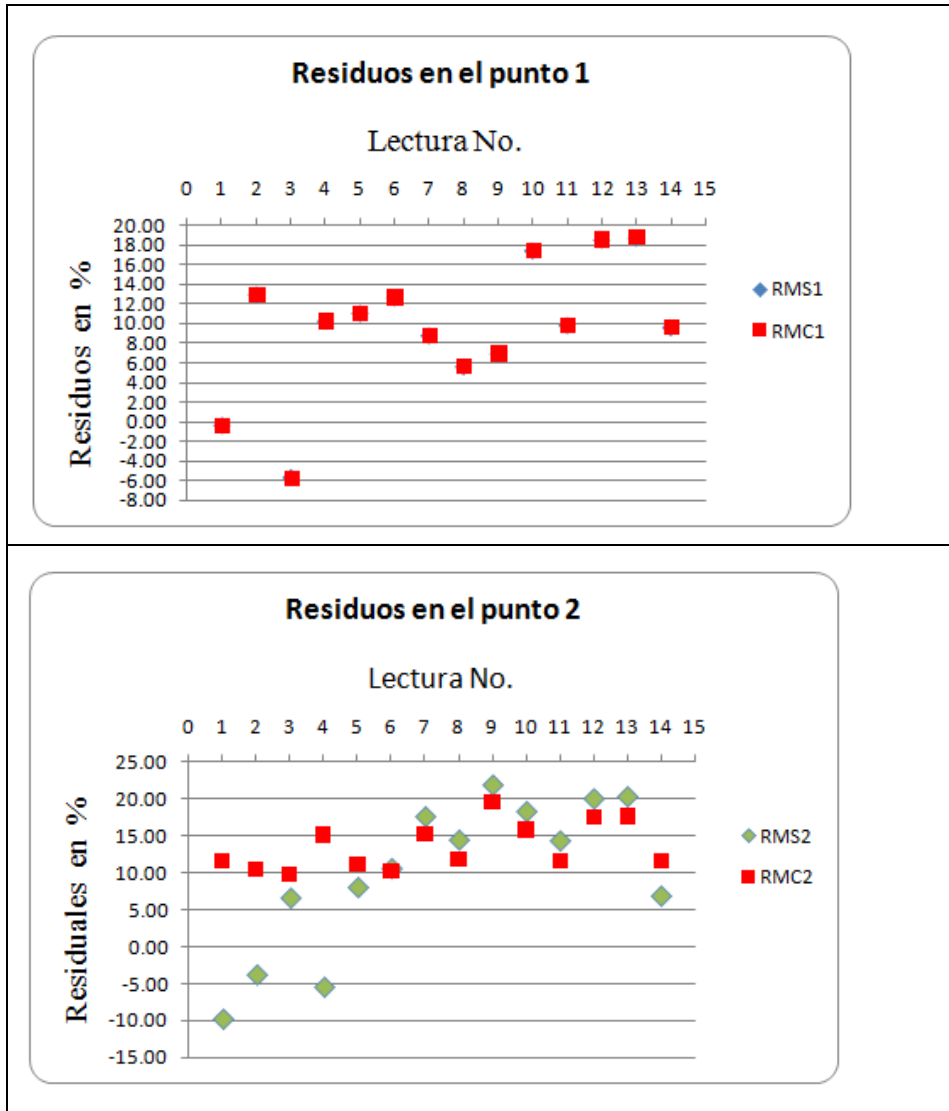 Residuos en el punto 1
Lectura No.
0 1 2 3 4 5 6 7 8 9 10 11 12 13 14 15
20.00
18.00
16.00
14.00
12.00
10.00
8.00
6.00
4.00
2.00
0.00
-2.00
-4.00
-6.00
-8.00
Residuos en %
RMS1
RMC1
Residuos en el punto 2
Lectura No.
0 1 2 3 4 5 6 7 8 9 10 11 12 13 14 15
25.00
20.00
15.00
10.00
5.00
0.00
-5.00
-10.00
-15.00
Residuales en %
RMS2
RMC2